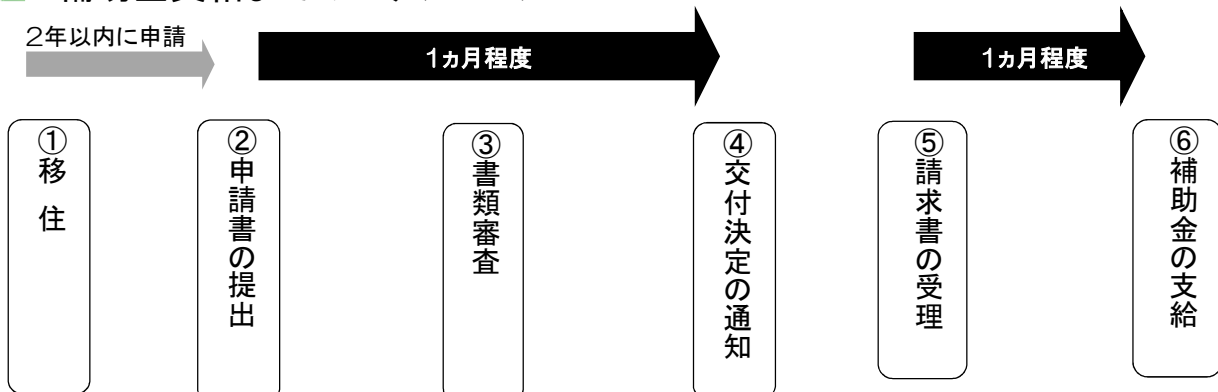 2年以内に申請
1ヵ月程度
1ヵ月程度
①移 住
②申請書の提出
③書類審査
④交付決定の通知
⑤請求書の受理
⑥補助金の支給